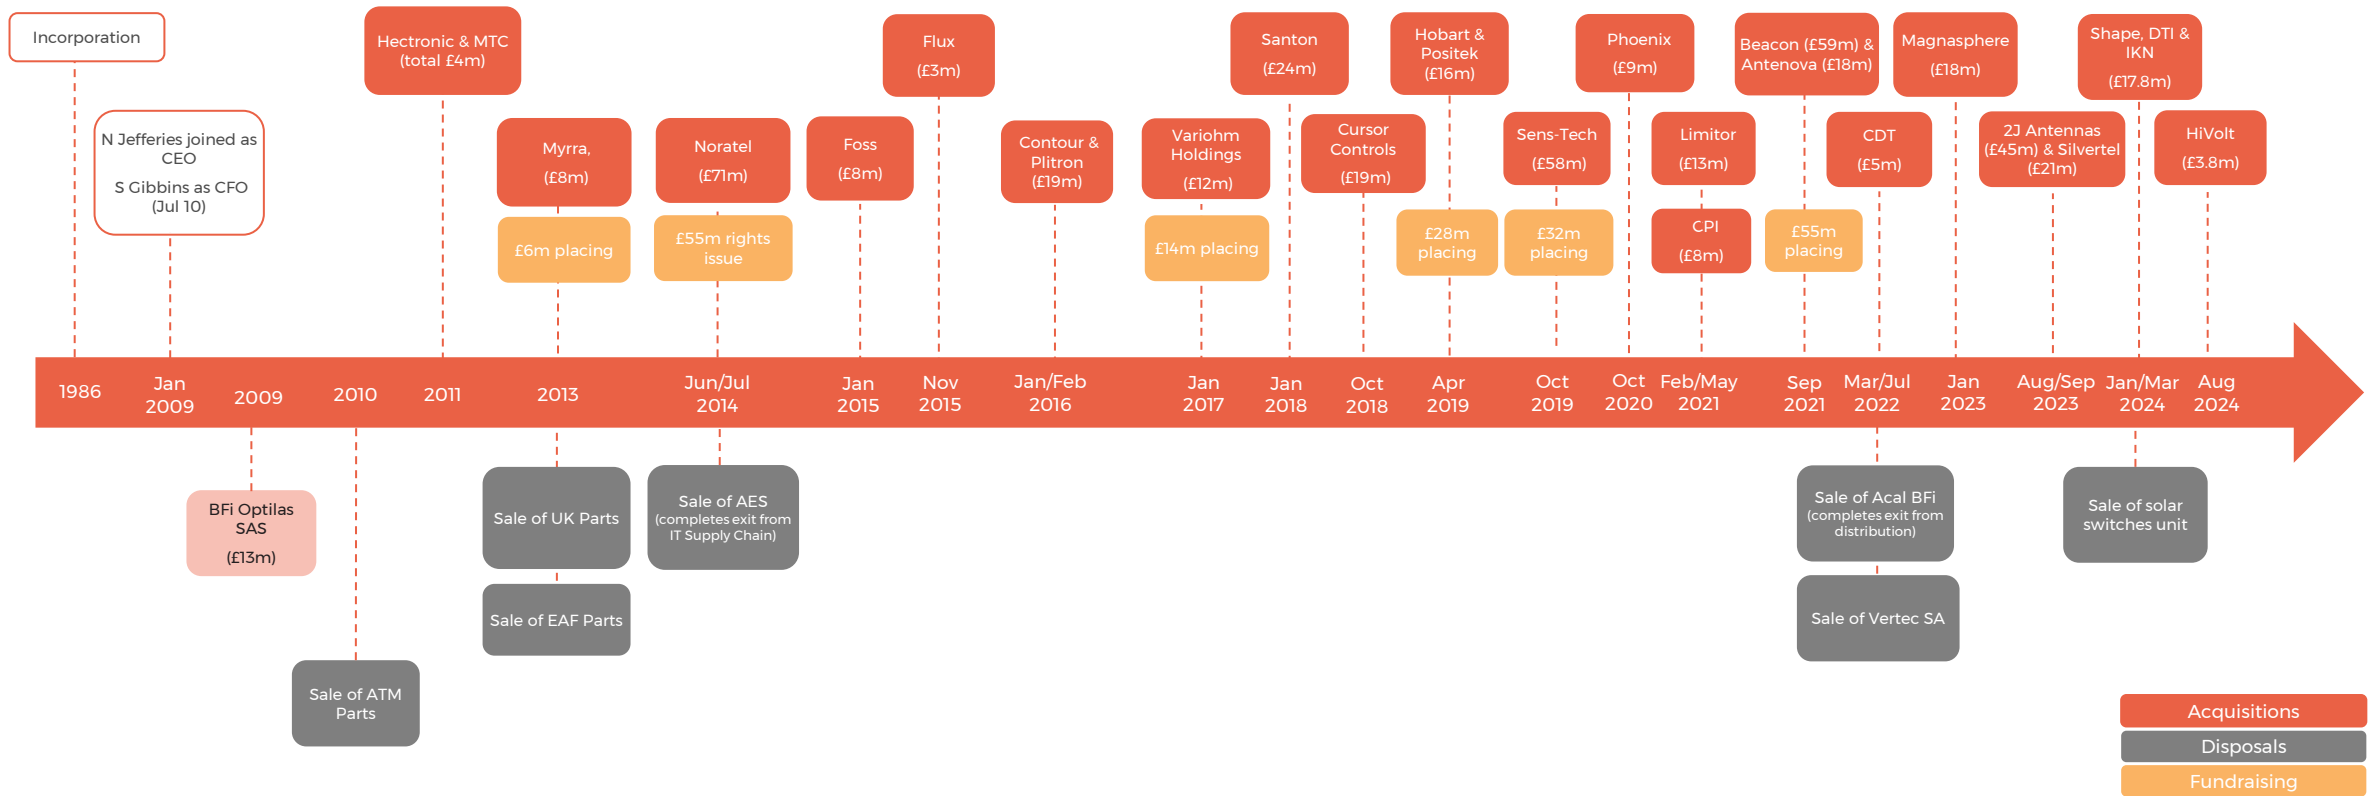 Incorporation
N Jefferies joined as
CEO
S Gibbins as CFO
(Jul 10)
Hectronic & MTC
(total £4m)
Myrra,
(£8m)
£6m placing
Noratel
(£71m)
£55m rights
issue
Foss
(£8m)
Flux
(£3m)
Contour &
Plitron
(£19m)
Variohm
Holdings
(£12m)
£14m placing
Santon
(£24m)
Cursor
Controls
(£19m)
Hobart &
Positek
(£16m)
£28m
placing
Sens-Tech
(£58m)
£32m
placing
Phoenix
(£9m)
Limitor
(£13m)
CPI
(£8m)
Beacon (£59m) &
Antenova (£18m)
£55m
placing
CDT
(£5m)
Magnasphere
(£18m)
2J Antennas
(£45m) & Silvertel
(£21m)
Shape, DTI &
IKN
(£17.8m)
HiVolt
(£3.8m)
1986
Jan
2009
2009
2010
2011
2013
Jun/Jul
2014
Jan
2015
Nov
2015
Jan/Feb
2016
Jan
2017
Jan
2018
Oct
2018
Apr
2019
Oct
2019
Oct
2020
Feb/May
2021
Sep
2021
Mar/Jul
2022
Jan
2023
Aug/Sep
2023
Jan/Mar
2024
Aug
2024
BFi Optilas
SAS
(£13m)
Sale of ATM
Parts
Sale of UK Parts
Sale of EAF Parts
Sale of AES
(completes exit from
IT Supply Chain)
Sale of Acal BFi
(completes exit from
distribution)
Sale of Vertec SA
Sale of solar
switches unit
Acquisitions
Disposals
Fundraising